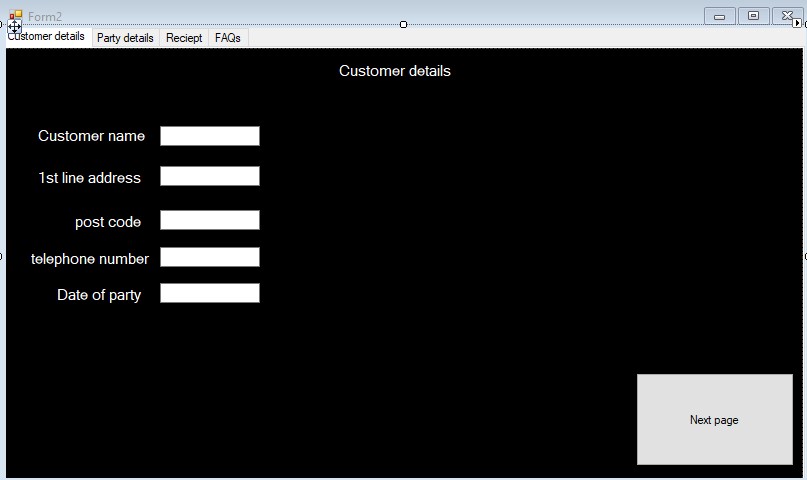 Form2
Customer details Party details Reciept FAQs
Customer details
Customer name
1st line address
post code
telephone number
Date of party
Next page